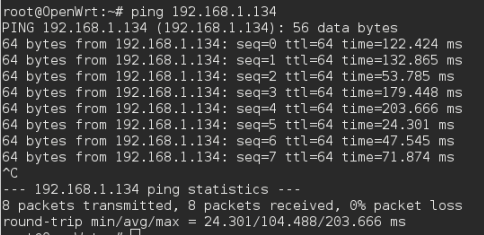 root@OpenWrt:~# ping 192.168.1.134
PING 192.168.1.134 (192.168.1.134): 56 data bytes
64 bytes from 192.168.1.134: seq=0 ttl=64 time=122.424 ms
64 bytes from 192.168.1.134: seq=1 ttl=64 time=132.865 ms
64 bytes from 192.168.1.134: seq=2 ttl=64 time=53.785 ms
64 bytes from 192.168.1.134: seq=3 ttl=64 time=179.448 ms
64 bytes from 192.168.1.134: seq=4 ttl=64 time=203.666 ms
64 bytes from 192.168.1.134: seq=5 ttl=64 time=24.301 ms
64 bytes from 192.168.1.134: seq=6 ttl=64 time=47.545 ms
64 bytes from 192.168.1.134: seq=7 ttl=64 time=71.874 ms
^C
--- 192.168.1.134 ping statistics ---
8 packets transmitted, 8 packets received, 0% packet loss
round-trip min/avg/max = 24.301/104.488/203.666 ms